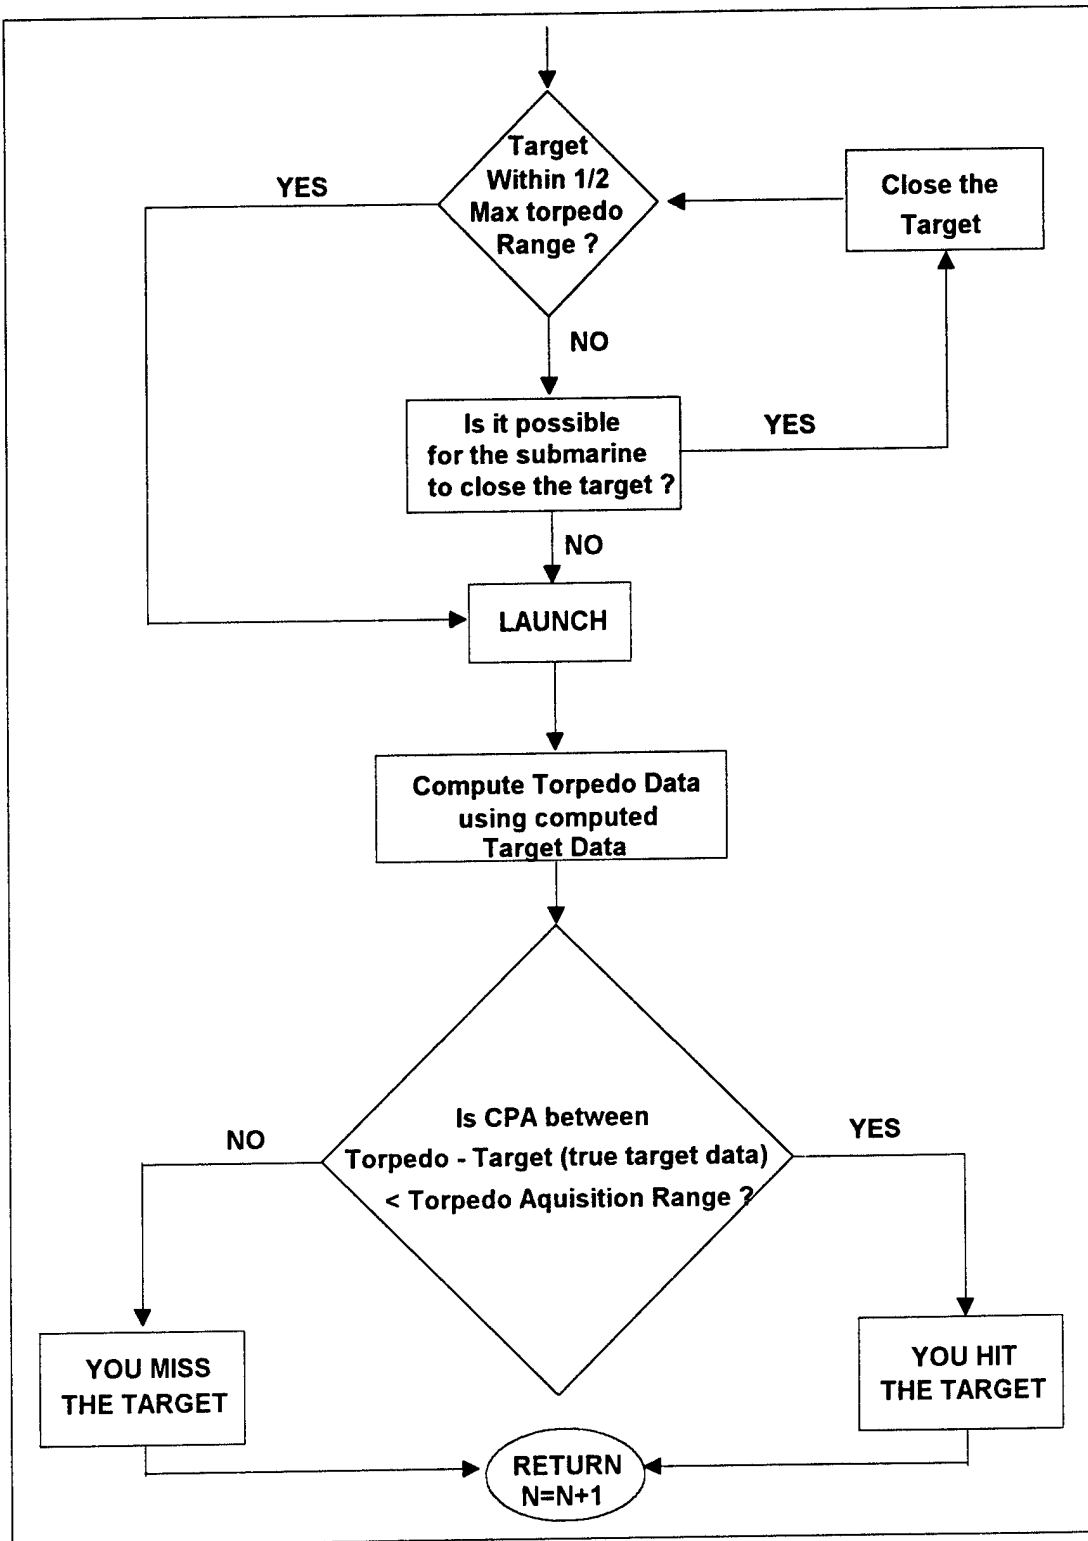 Target
Within 1/2
Max torpedo
Range ?
YES
Close the
Target
NO
Is it possible
for the submarine
to close the target ?
YES
NO
LAUNCH
Compute Torpedo Data
using computed
Target Data
Is CPA between
Torpedo - Target (true target data)
< Torpedo Aquisition Range ?
NO
YES
YOU MISS
THE TARGET
YOU HIT
THE TARGET
RETURN
N=N+1